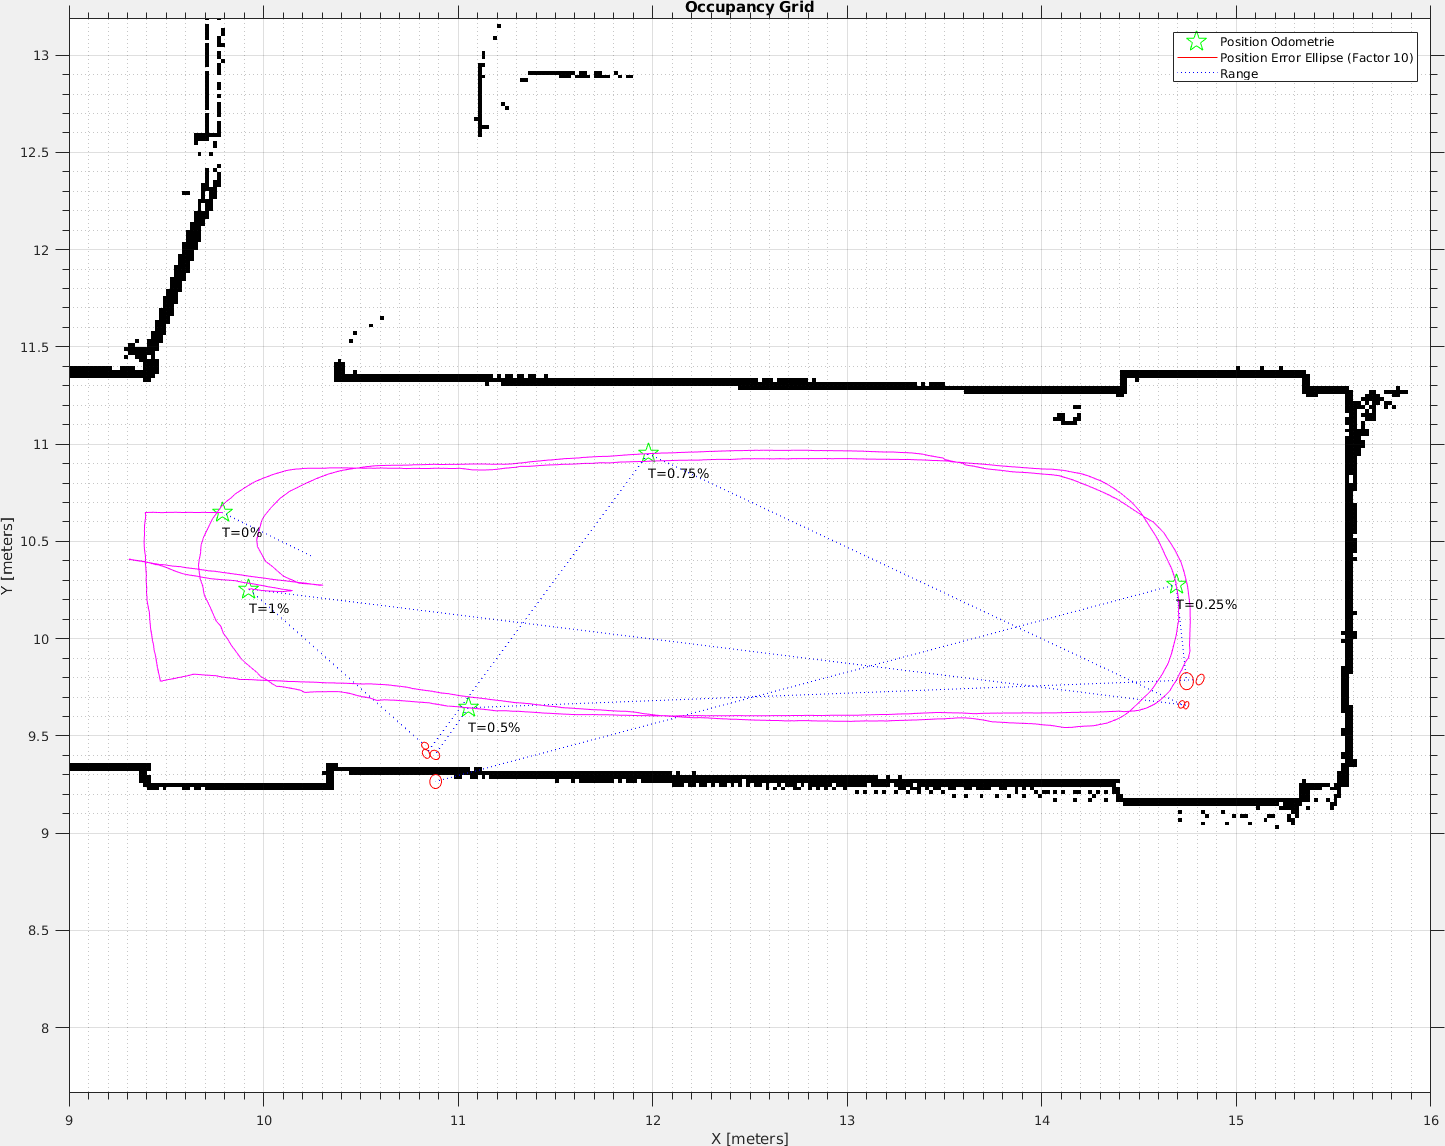 Occupancy Grid
Position Odometrie
Position Error Ellipse (Factor 10)
Range
13
12.5
12
11.5
11
10.5
10
9.5
9
8.5
8
Y [meters]
T=0.75%
T=0%
T=0.25%
T=1%
T=0.5%
9
10
11
12
13
14
15
16
X [meters]